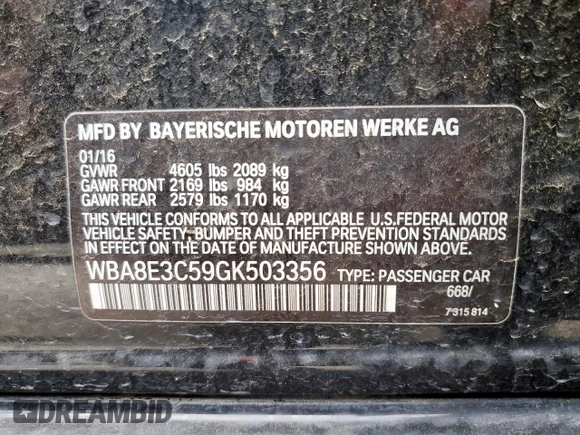 MFD BY BAYERISCHE MOTOREN WERKE AG
01/16
GVWR 4605 lbs 2089 kg
GAWR FRONT 2169 lbs 984 kg
GAWR REAR 2579 lbs 1170 kg
THIS VEHICLE CONFORMS TO ALL APPLICABLE U.S.FEDERAL MOTOR
VEHICLE SAFETY, BUMPER AND THEFT PREVENTION STANDARDS
IN EFFECT ON THE DATE OF MANUFACTURE SHOWN ABOVE.
WBA8E3C59GK503356 TYPE: PASSENGER CAR
668/
7 315 814
DREAMBID